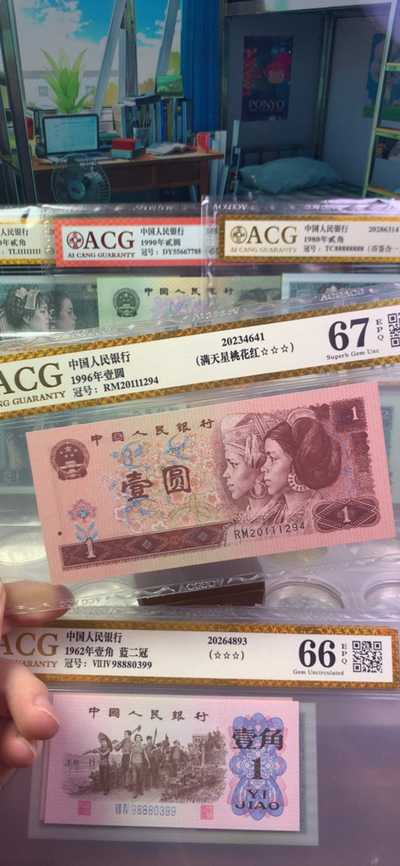 PONYO
ACG
AI CANG GUARANTY
中国人民银行
1990年贰圆
冠号：DY55667788
ACG
AI CANG GUARANTY
中国人民银行
20286314
1980年贰角
冠号：TC88888888
中国人民银行
ACG
CANG GUARANTY
中国人民银行
1996年壹圆
冠号：RM20111294
20234641
（满天星桃花红☆☆☆）
67
EPQ
Superb Gem Unc
中国人民银行
壹圆
1
1
1
RM20111294
ACG
GUARANTY
中国人民银行
1962年壹角 蓝二冠
冠号：VIIIV98880399
20264893
（☆☆☆）
66
EPQ
Gem Uncirculated
中国人民银行
壹角
1
YI
JIAO
98880399